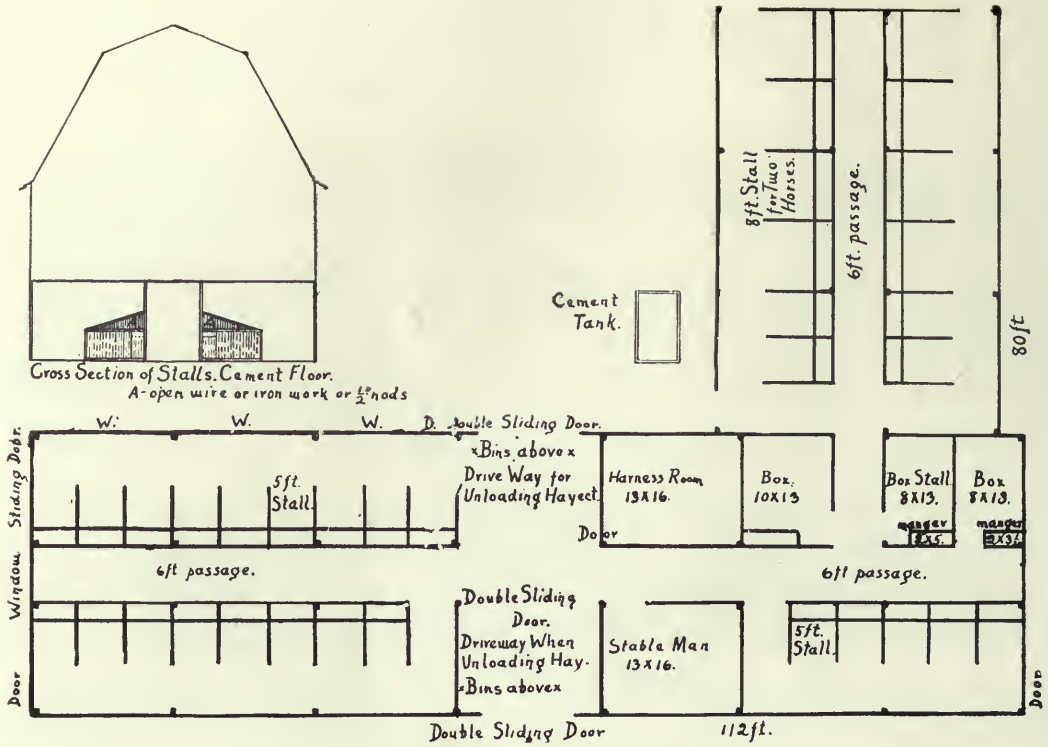 8ft. Stall
for Two
Horses.
6ft. passage.
80ft
Cement
Tank.
Cross Section of Stalls. Cement Floor.
A-open wire or iron work or ½" rods
W.
W.
W.
D.
Double Sliding Door.
Sliding Door.
Window
Door
5ft.
Stall.
x Bins above x
Drive Way for
Unloading Hay ect.
Harness Room
13X16.
Door
Box.
10X13
Box Stall
8X13.
manger
2X5.
Box
8X13.
manger
6ft passage.
6ft passage.
Double Sliding
Door.
Driveway When
Unloading Hay.
x Bins above x
Stable Man
13X16.
5ft.
Stall.
Door
Double Sliding Door
112ft.